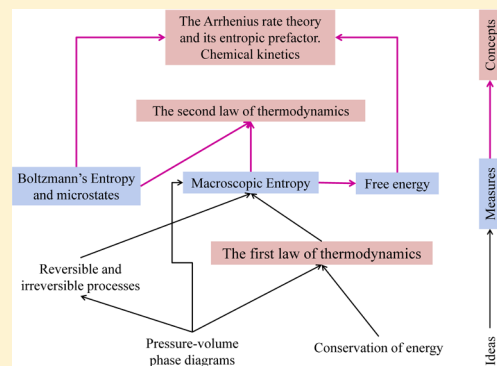 The Arrhenius rate theory
and its entropic prefactor.
Chemical kinetics
Concepts
The second law of thermodynamics
Boltzmann's Entropy
and microstates
Macroscopic Entropy
Free energy
Measures
The first law of thermodynamics
Reversible and
irreversible processes
Pressure-volume
phase diagrams
Conservation of energy
Ideas